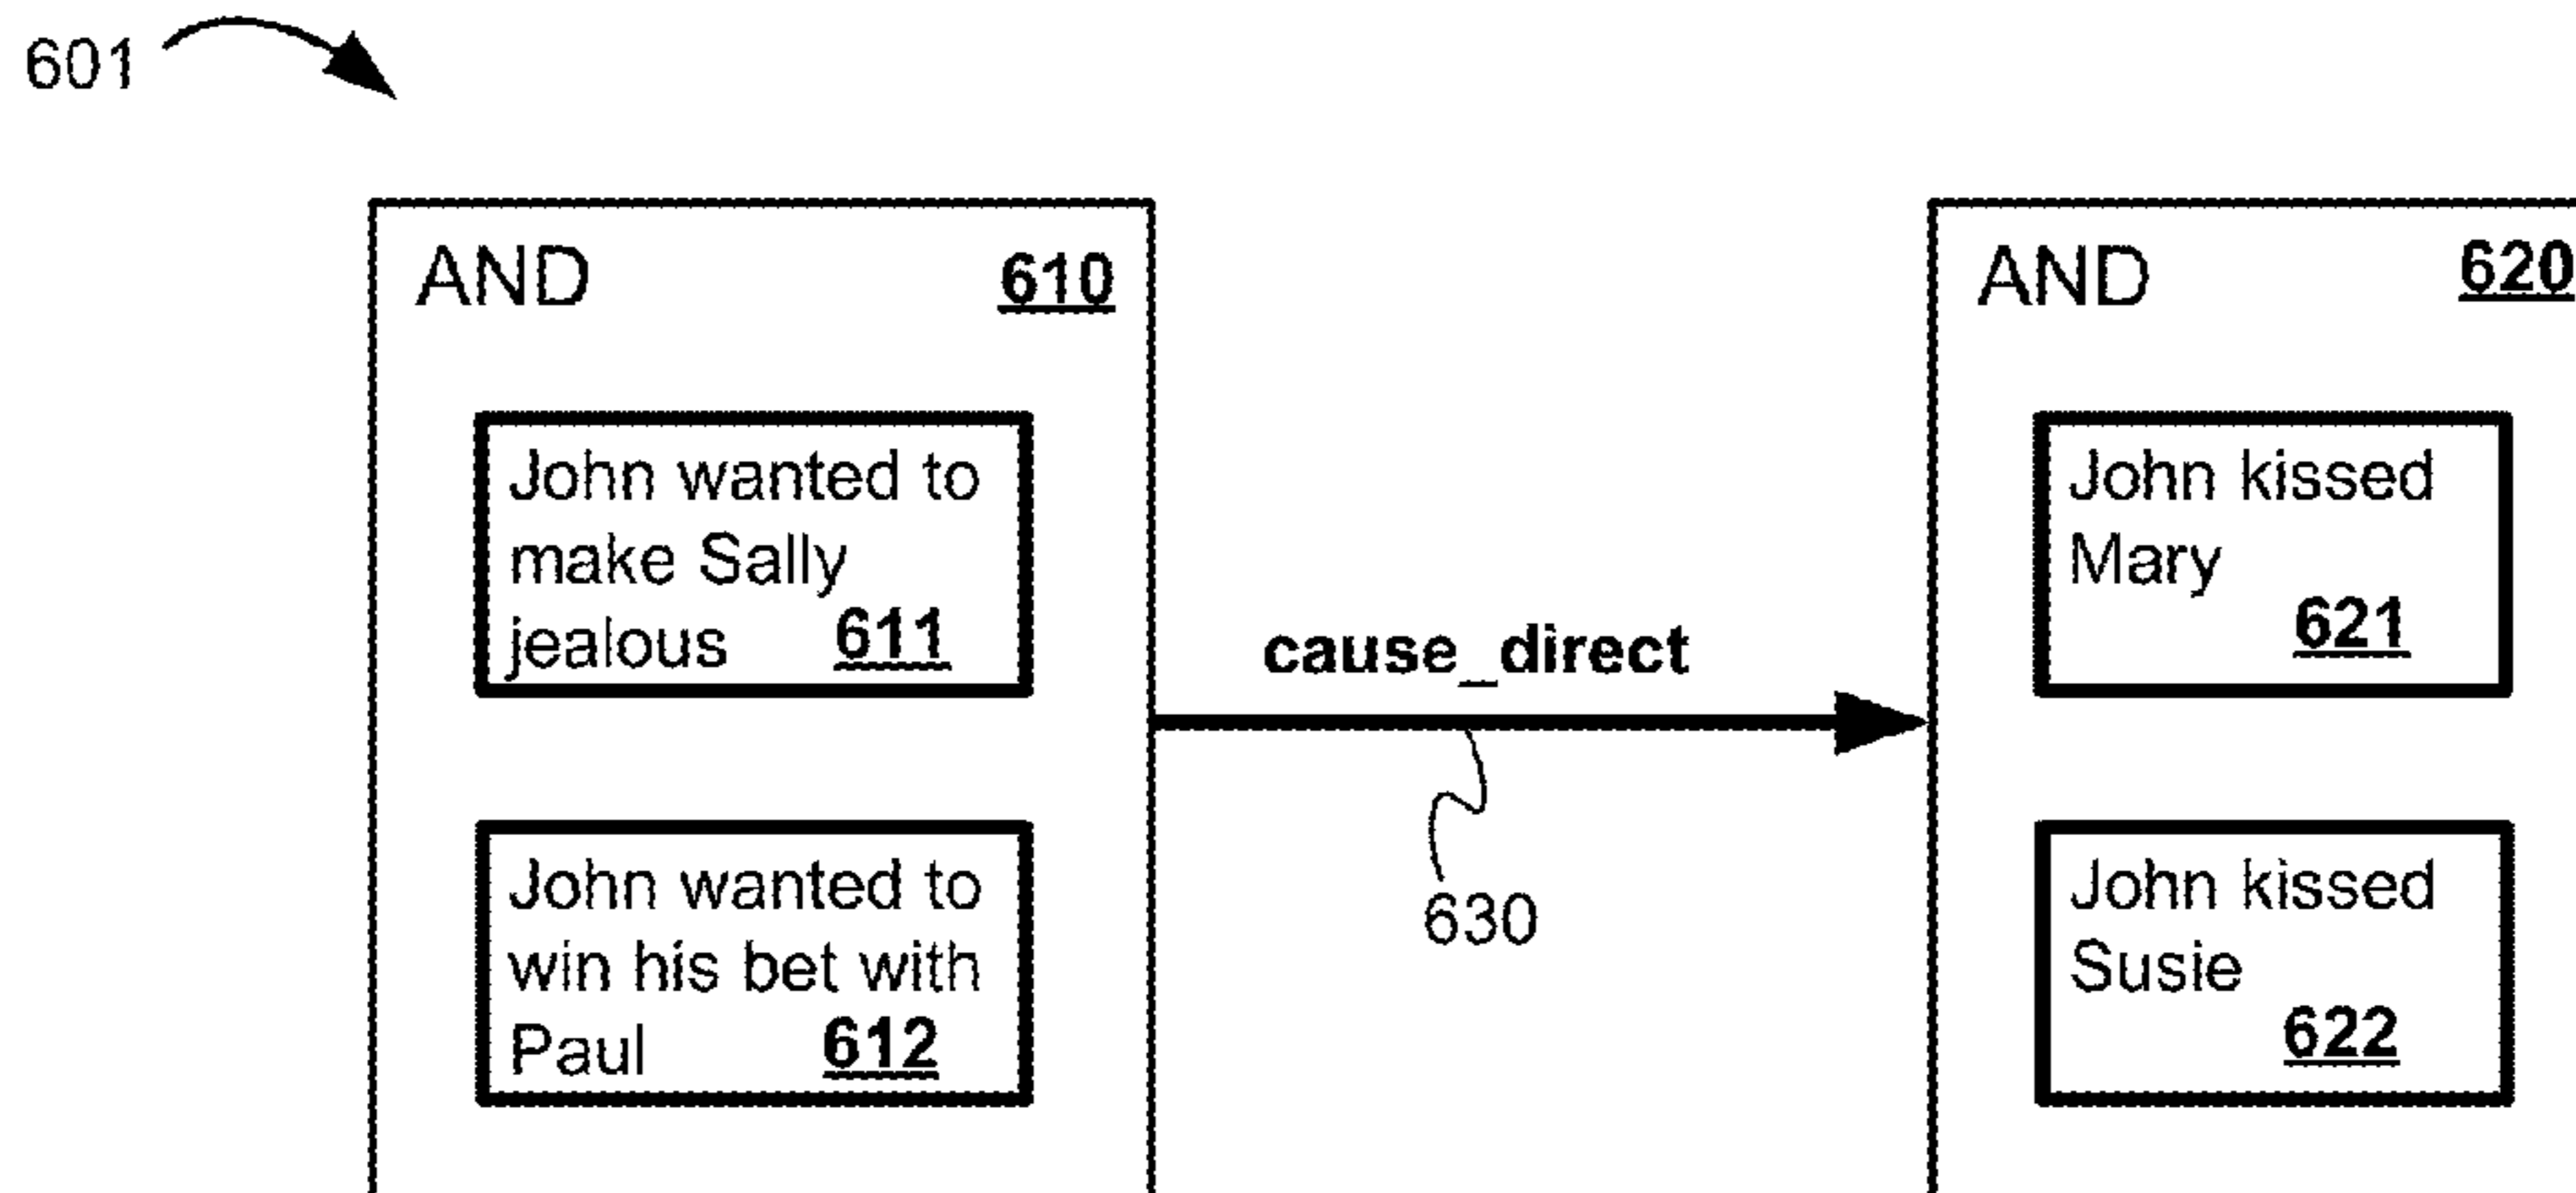 601
AND 610
John wanted to
make Sally
jealous 611
John wanted to
win his bet with
Paul 612
cause_direct
630
AND 620
John kissed
Mary
621
John kissed
Susie
622